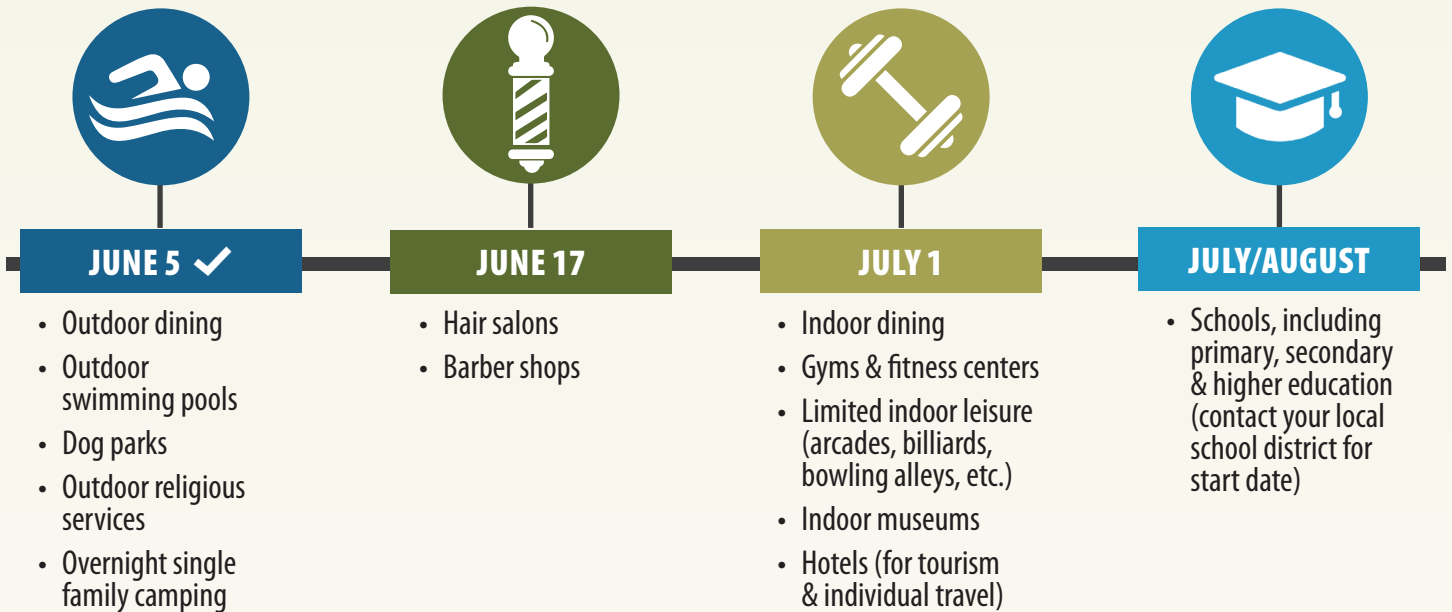 JUNE 5
• Outdoor dining
• Outdoor
swimming pools
• Dog parks
• Outdoor religious
services
• Overnight single
family camping
JUNE 17
• Hair salons
• Barber shops
JULY 1
• Indoor dining
• Gyms & fitness centers
• Limited indoor leisure
(arcades, billiards,
bowling alleys, etc.)
• Indoor museums
• Hotels (for tourism
& individual travel)
JULY/AUGUST
• Schools, including
primary, secondary
& higher education
(contact your local
school district for
start date)